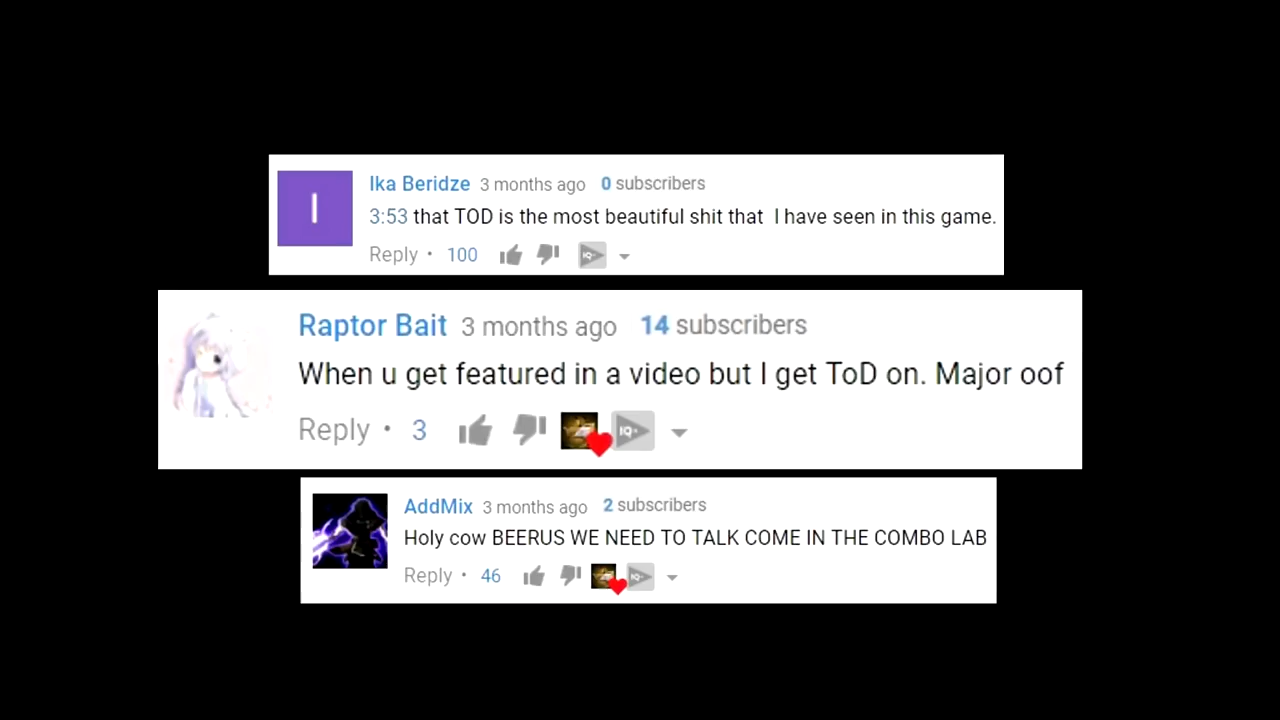 I
Ika Beridze 3 months ago 0 subscribers
3:53 that TOD is the most beautiful shit that  I have seen in this game.
Reply • 100
IQ
Raptor Bait 3 months ago 14 subscribers
When u get featured in a video but I get ToD on. Major oof
Reply • 3
IQ
AddMix 3 months ago 2 subscribers
Holy cow BEERUS WE NEED TO TALK COME IN THE COMBO LAB
Reply • 46
IQ